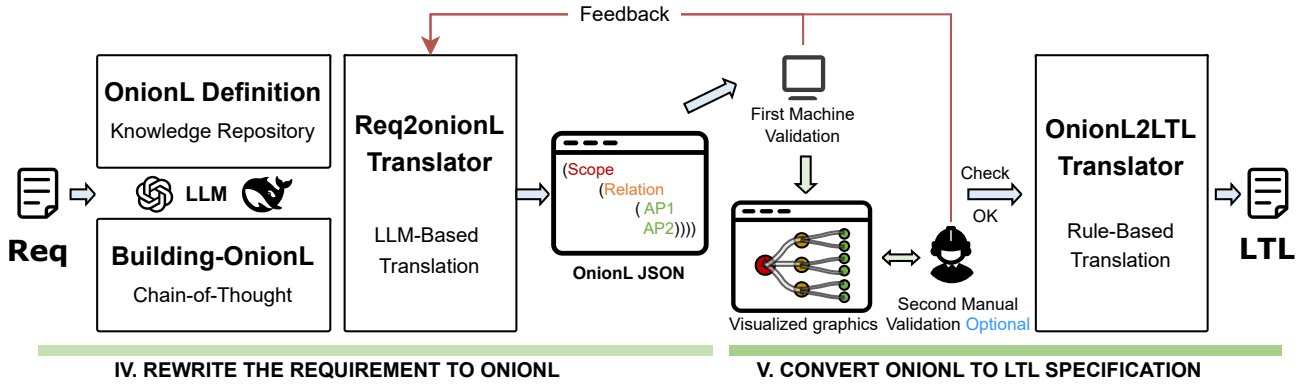 Feedback
OnionL Definition
Knowledge Repository
LLM
Building-OnionL
Chain-of-Thought
Req
Req2onionL
Translator
LLM-Based
Translation
(Scope
(Relation
( AP1
AP2))))
OnionL JSON
First Machine
Validation
Visualized graphics
Second Manual
Validation Optional
Check
OK
OnionL2LTL
Translator
Rule-Based
Translation
LTL
IV. REWRITE THE REQUIREMENT TO ONIONL
V. CONVERT ONIONL TO LTL SPECIFICATION